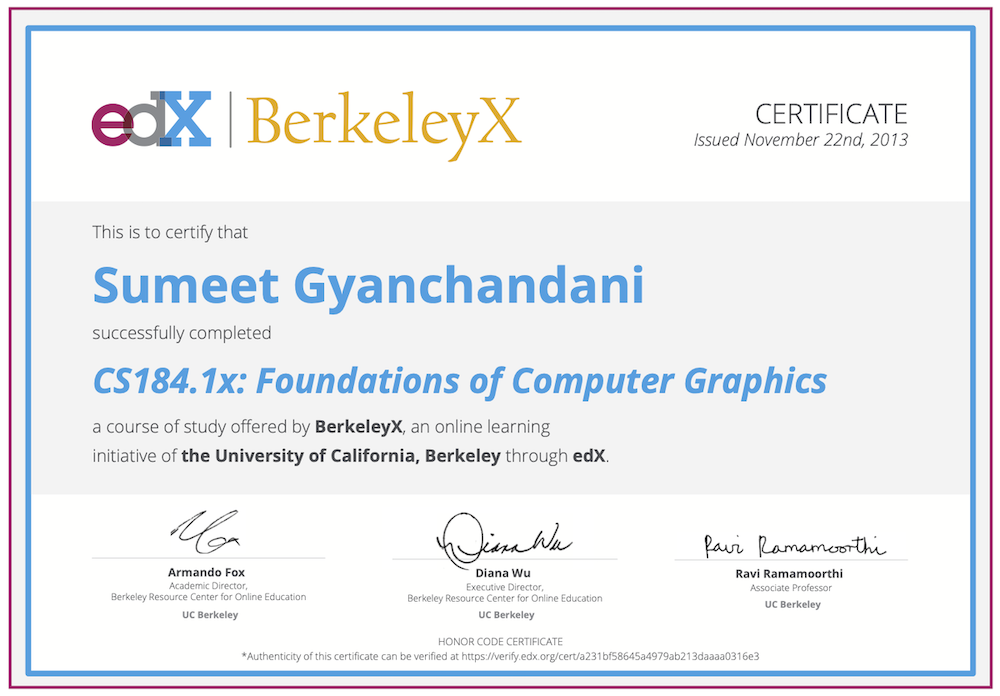 edX | BerkeleyX
CERTIFICATE
Issued November 22nd, 2013
This is to certify that
Sumeet Gyanchandani
successfully completed
CS184.1x: Foundations of Computer Graphics
a course of study offered by BerkeleyX, an online learning
initiative of the University of California, Berkeley through edX.
Diana Wu
Ravi Ramamoorthi
Armando Fox
Academic Director,
Berkeley Resource Center for Online Education
UC Berkeley
Diana Wu
Executive Director,
Berkeley Resource Center for Online Education
UC Berkeley
Ravi Ramamoorthi
Associate Professor
UC Berkeley
HONOR CODE CERTIFICATE
*Authenticity of this certificate can be verified at https://verify.edx.org/cert/a231bf58645a4979ab213daaaa0316e3